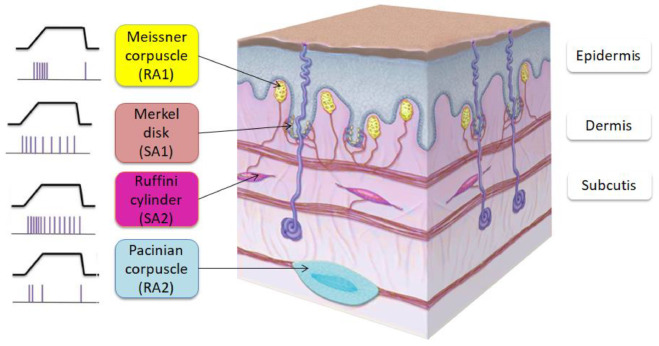 Meissner
corpuscle
(RA1)
Merkel
disk
(SA1)
Ruffini
cylinder
(SA2)
Pacinian
corpuscle
(RA2)
Epidermis
Dermis
Subcutis